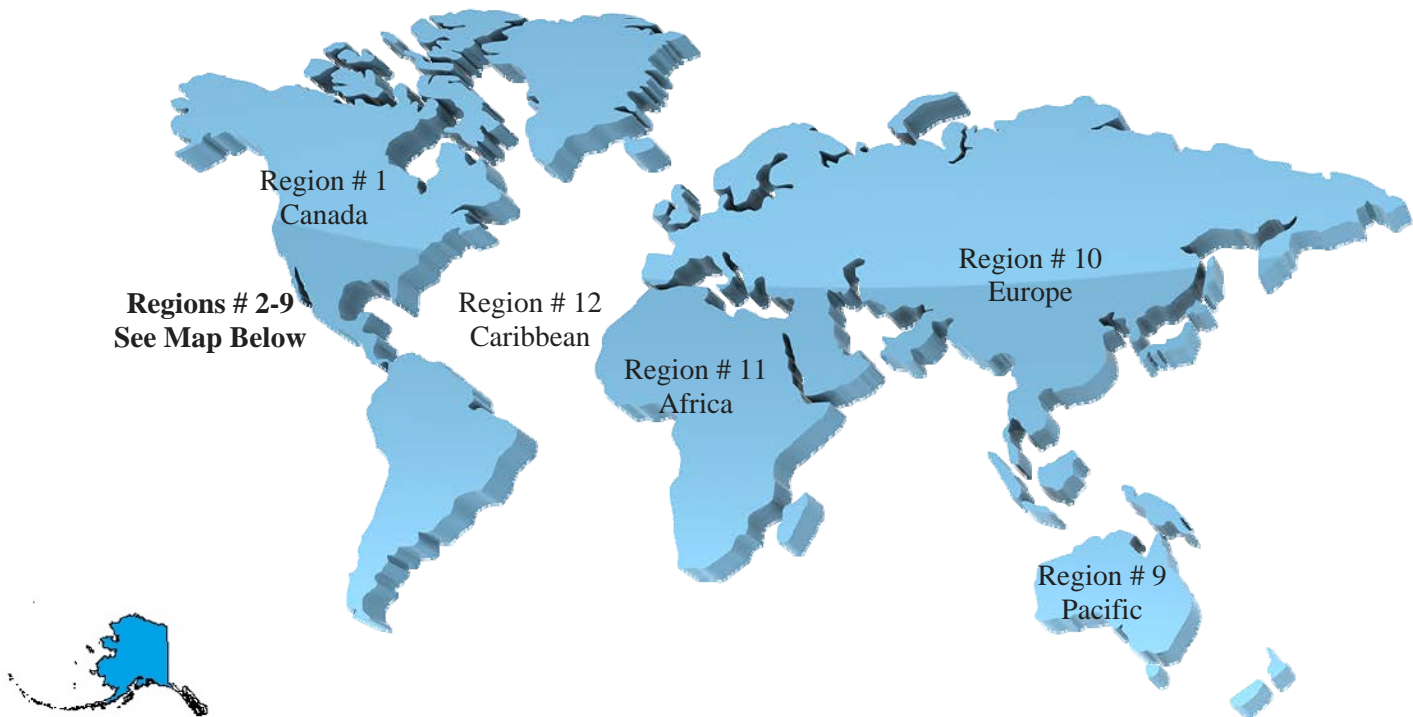 Region # 1
Canada
Regions # 2-9
See Map Below
Region # 12
Caribbean
Region # 10
Europe
Region # 11
Africa
Region # 9
Pacific